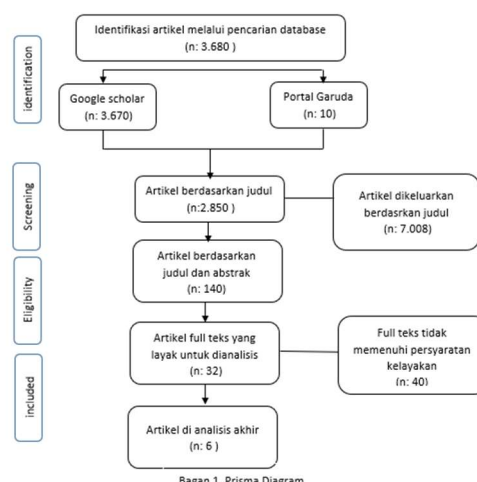 Identifikasi artikel melalui pencarian database
(n: 3.680 )
identification
Google scholar
(n: 3.670)
Portal Garuda
(n: 10)
Screening
Artikel berdasarkan judul
(n:2.850 )
Artikel dikeluarkan
berdasrkan judul
(n: 7.008)
Eligibility
Artikel berdasarkan
judul dan abstrak
(n: 140)
Artikel full teks yang
layak untuk dianalisis
(n: 32)
Full teks tidak
memenuhi persyaratan
kelayakan
(n: 40)
included
Artikel di analisis akhir
(n: 6 )
Bagan 1. Prisma Diagram